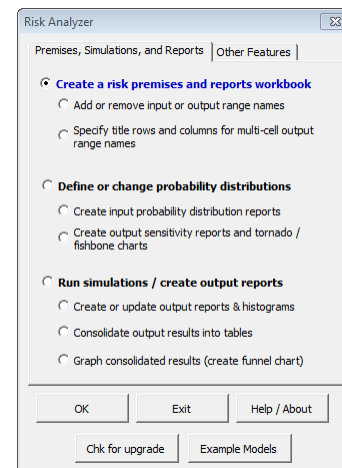 Risk Analyzer
Premises, Simulations, and Reports
Other Features
Create a risk premises and reports workbook
Add or remove input or output range names
Specify title rows and columns for multi-cell output
range names
Define or change probability distributions
Create input probability distribution reports
Create output sensitivity reports and tornado /
fishbone charts
Run simulations / create output reports
Create or update output reports & histograms
Consolidate output results into tables
Graph consolidated results (create funnel chart)
OK
Exit
Help / About
Chk for upgrade
Example Models